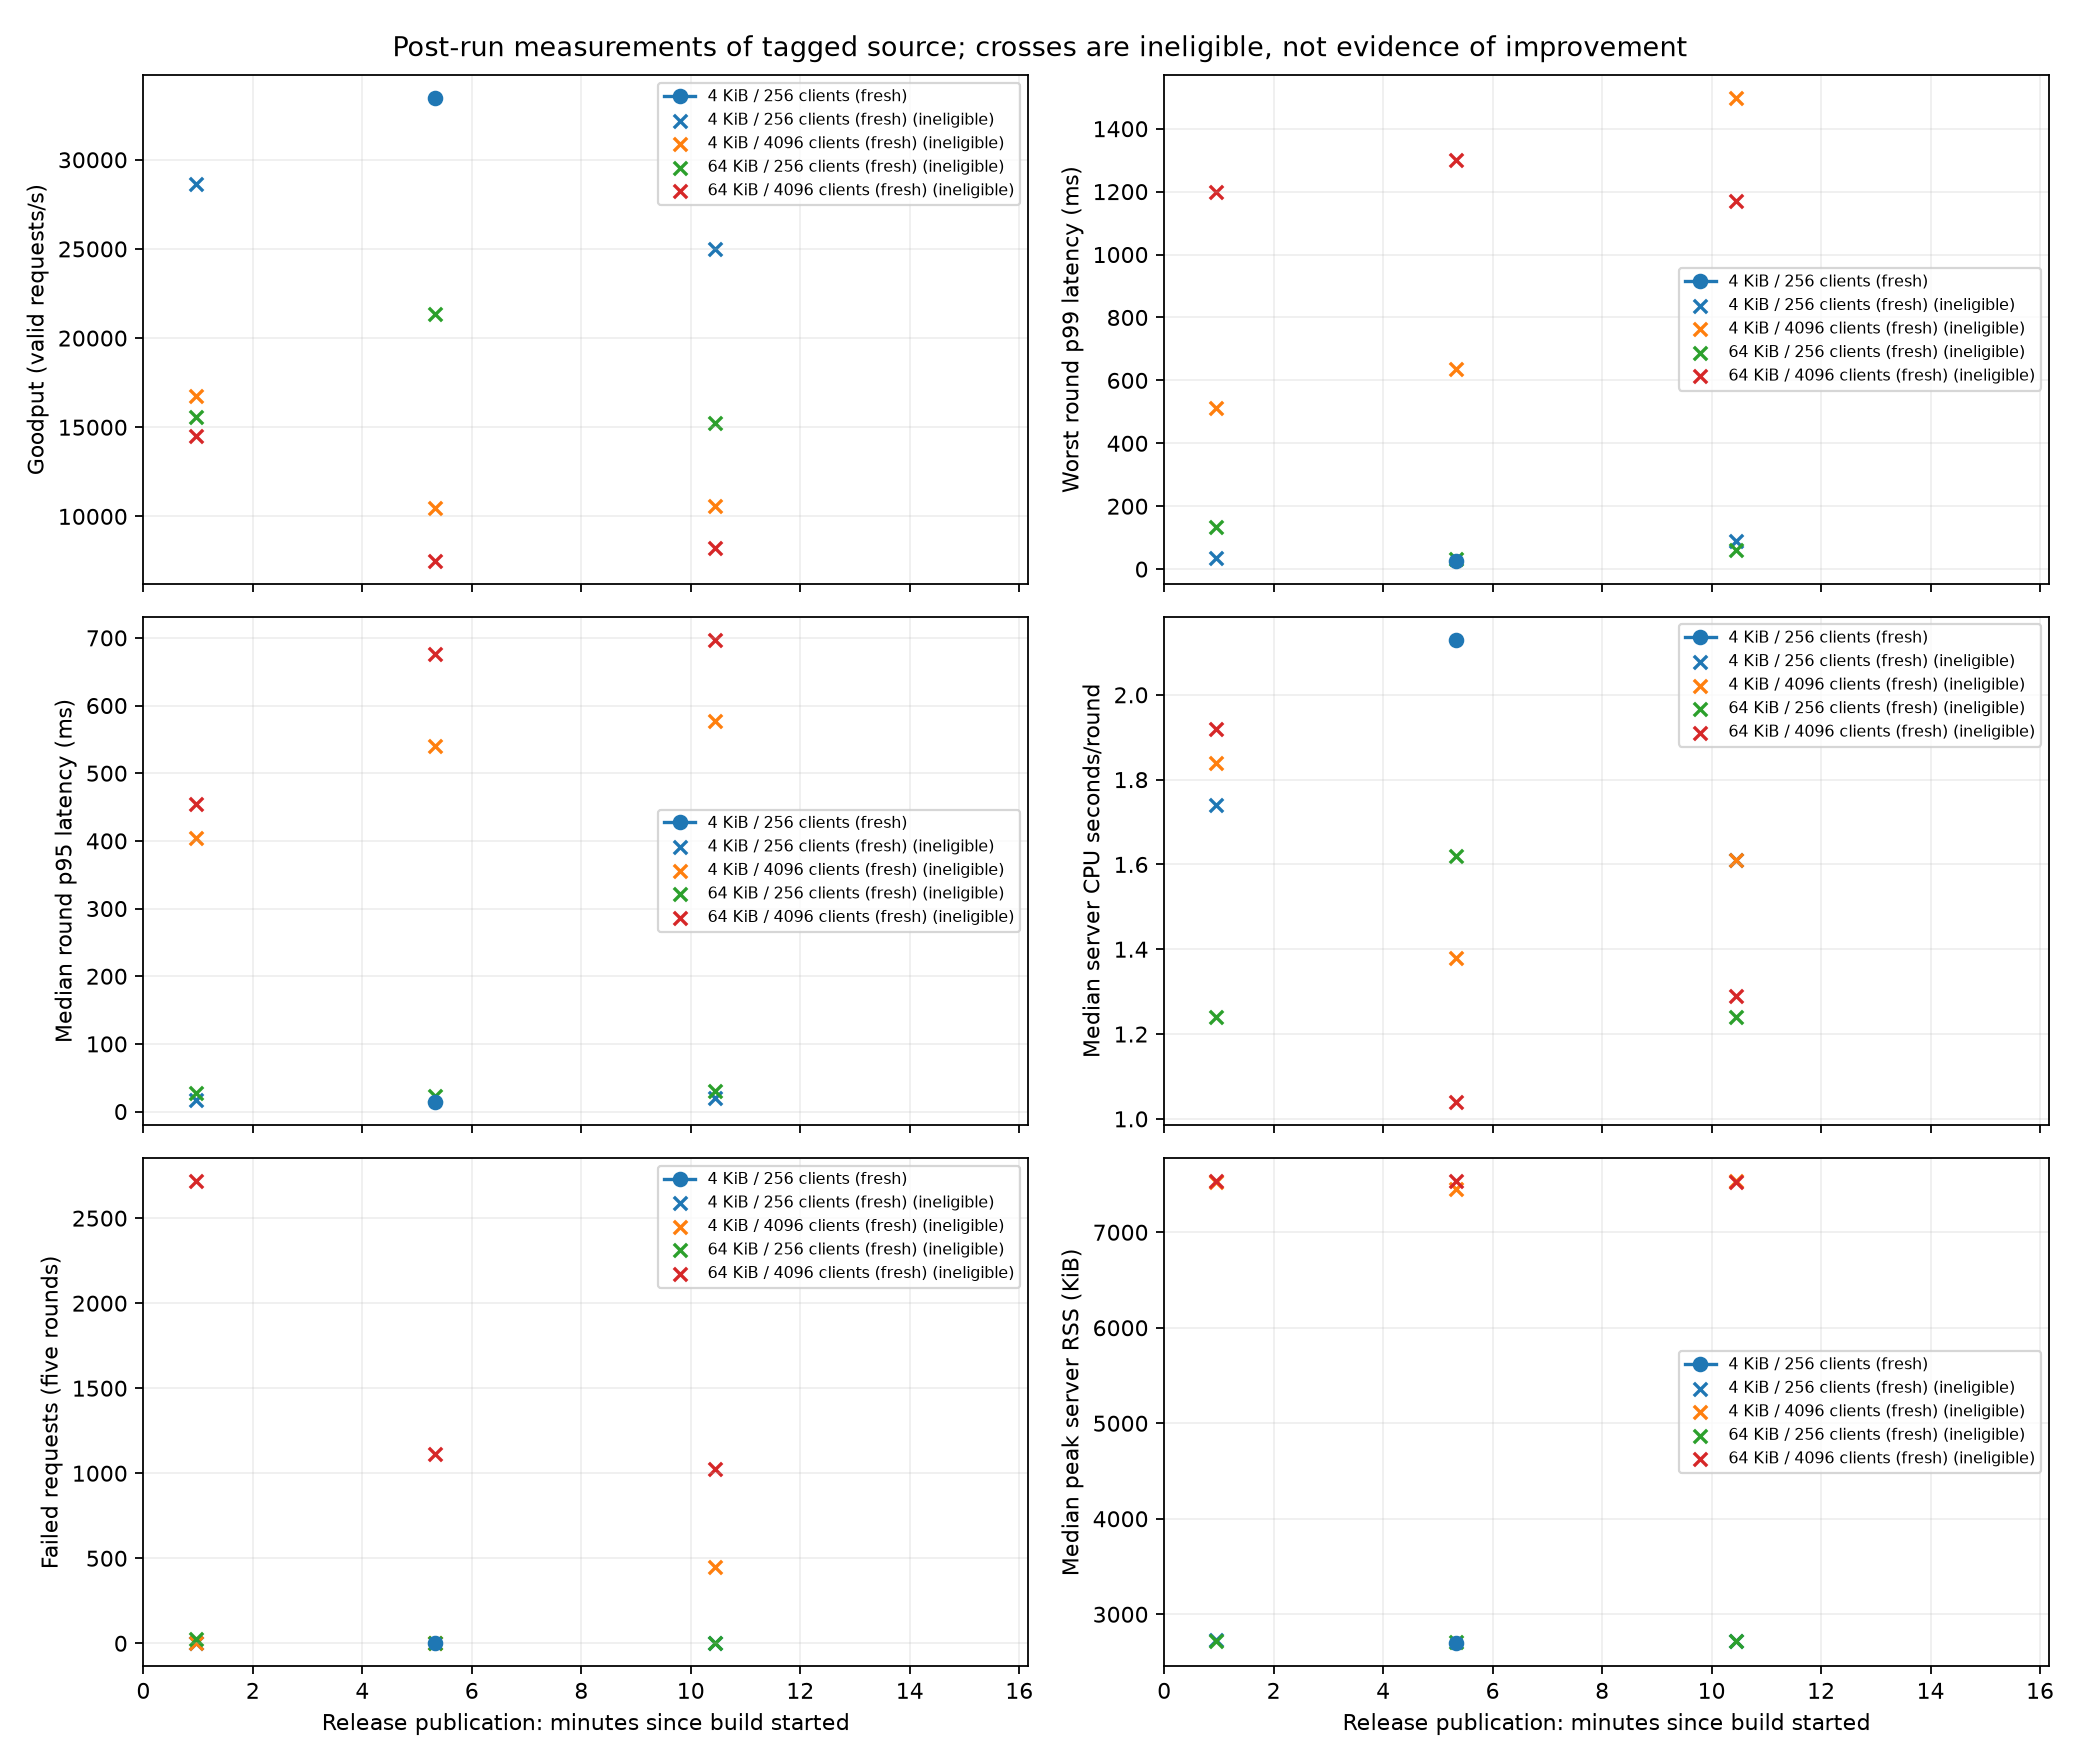 Post-run measurements of tagged source; crosses are ineligible, not evidence of improvement
Goodput (valid requests/s)
30000
25000
20000
15000
10000
4 KiB / 256 clients (fresh)
4 KiB / 256 clients (fresh) (ineligible)
4 KiB / 4096 clients (fresh) (ineligible)
64 KiB / 256 clients (fresh) (ineligible)
64 KiB / 4096 clients (fresh) (ineligible)
Worst round p99 latency (ms)
1400
1200
1000
800
600
400
200
0
4 KiB / 256 clients (fresh)
4 KiB / 256 clients (fresh) (ineligible)
4 KiB / 4096 clients (fresh) (ineligible)
64 KiB / 256 clients (fresh) (ineligible)
64 KiB / 4096 clients (fresh) (ineligible)
Median round p95 latency (ms)
700
600
500
400
300
200
100
0
4 KiB / 256 clients (fresh)
4 KiB / 256 clients (fresh) (ineligible)
4 KiB / 4096 clients (fresh) (ineligible)
64 KiB / 256 clients (fresh) (ineligible)
64 KiB / 4096 clients (fresh) (ineligible)
Median server CPU seconds/round
2.0
1.8
1.6
1.4
1.2
1.0
4 KiB / 256 clients (fresh)
4 KiB / 256 clients (fresh) (ineligible)
4 KiB / 4096 clients (fresh) (ineligible)
64 KiB / 256 clients (fresh) (ineligible)
64 KiB / 4096 clients (fresh) (ineligible)
Failed requests (five rounds)
2500
2000
1500
1000
500
0
4 KiB / 256 clients (fresh)
4 KiB / 256 clients (fresh) (ineligible)
4 KiB / 4096 clients (fresh) (ineligible)
64 KiB / 256 clients (fresh) (ineligible)
64 KiB / 4096 clients (fresh) (ineligible)
0 2 4 6 8 10 12 14 16
Release publication: minutes since build started
Median peak server RSS (KiB)
7000
6000
5000
4000
3000
4 KiB / 256 clients (fresh)
4 KiB / 256 clients (fresh) (ineligible)
4 KiB / 4096 clients (fresh) (ineligible)
64 KiB / 256 clients (fresh) (ineligible)
64 KiB / 4096 clients (fresh) (ineligible)
0 2 4 6 8 10 12 14 16
Release publication: minutes since build started